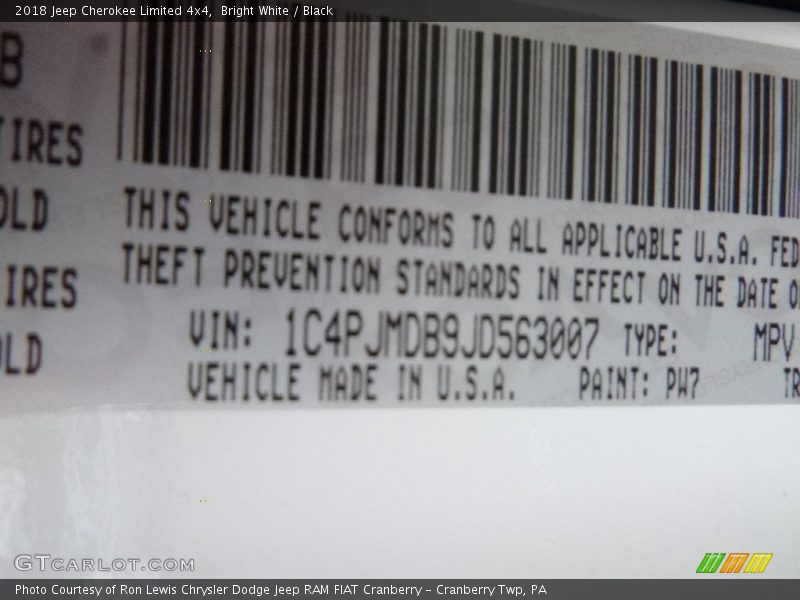 2018 Jeep Cherokee Limited 4x4, Bright White / Black
B
TIRES
OLD
TIRES
OLD
THIS VEHICLE CONFORMS TO ALL APPLICABLE U.S.A. FED
THEFT PREVENTION STANDARDS IN EFFECT ON THE DATE O
VIN: 1C4PJMDB9JD563007 TYPE: MPV
VEHICLE MADE IN U.S.A. PAINT: PW7 TR
GTCARLOT.COM
Photo Courtesy of Ron Lewis Chrysler Dodge Jeep RAM FIAT Cranberry – Cranberry Twp, PA